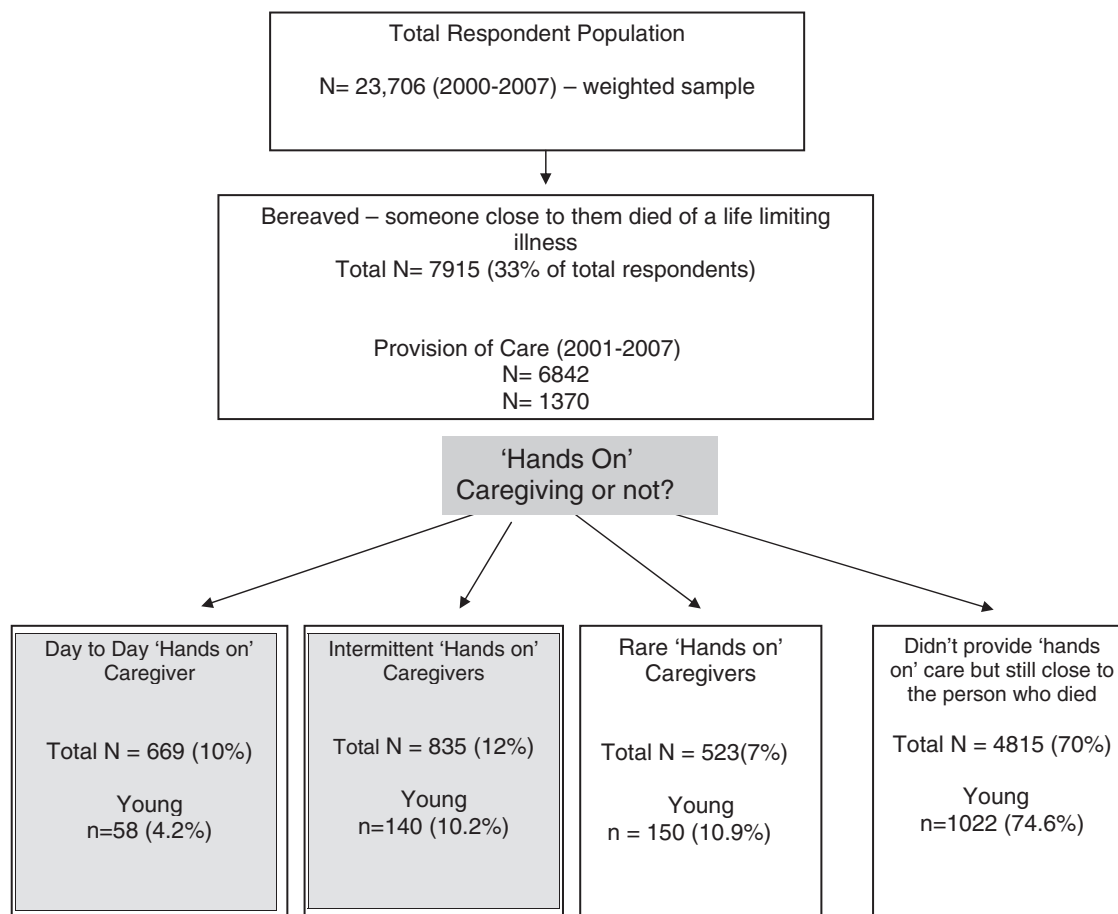 Total Respondent Population
N= 23,706 (2000-2007) – weighted sample
Bereaved – someone close to them died of a life limiting
illness
Total N= 7915 (33% of total respondents)
Provision of Care (2001-2007)
N= 6842
N= 1370
‘Hands On’
Caregiving or not?
Day to Day ‘Hands on’
Caregiver
Total N = 669 (10%)
Young
n=58 (4.2%)
Intermittent ‘Hands on’
Caregivers
Total N = 835 (12%)
Young
n=140 (10.2%)
Rare ‘Hands on’
Caregivers
Total N = 523(7%)
Young
n = 150 (10.9%)
Didn’t provide ‘hands
on’ care but still close to
the person who died
Total N = 4815 (70%)
Young
n=1022 (74.6%)